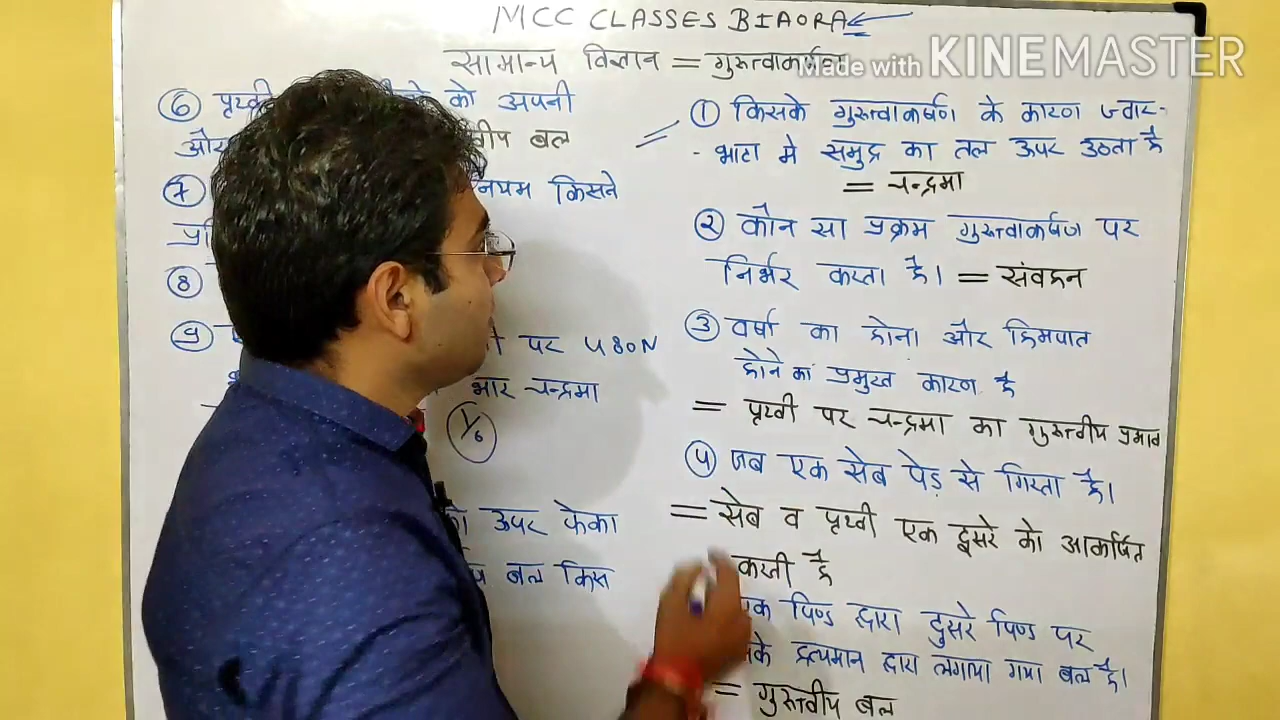 MCC CLASSES BIAORA
Made with KINEMASTER
सामान्य विज्ञान = गुरुत्वाकर्षण
① किसके गुरुत्वाकर्षण के कारण ज्वार-
- भाटा मे समुद्र का तल ऊपर उठता है
= चन्द्रमा
② कौन सा प्रक्रम गुरुत्वाकर्षण पर
निर्भर करता है। = संवहन
③ वर्षा का होना और हिमपात
होने का प्रमुख कारण है
= पृथ्वी पर चन्द्रमा का गुरुत्वीय प्रभाव
④ जब एक सेब पेड़ से गिरता है।
= सेब व पृथ्वी एक दूसरे को आकर्षित
करती है
एक पिण्ड द्वारा दुसरे पिण्ड पर
द्रव्यमान द्वारा लगाया गया बल है।
= गुरुत्वीय बल
⑥ पृथ्वी को अपनी
ओर बल
⑦ नियम किसने
⑧
⑨ पर 480N
भार चन्द्रमा
1/6
को ऊपर फेका
बल किस